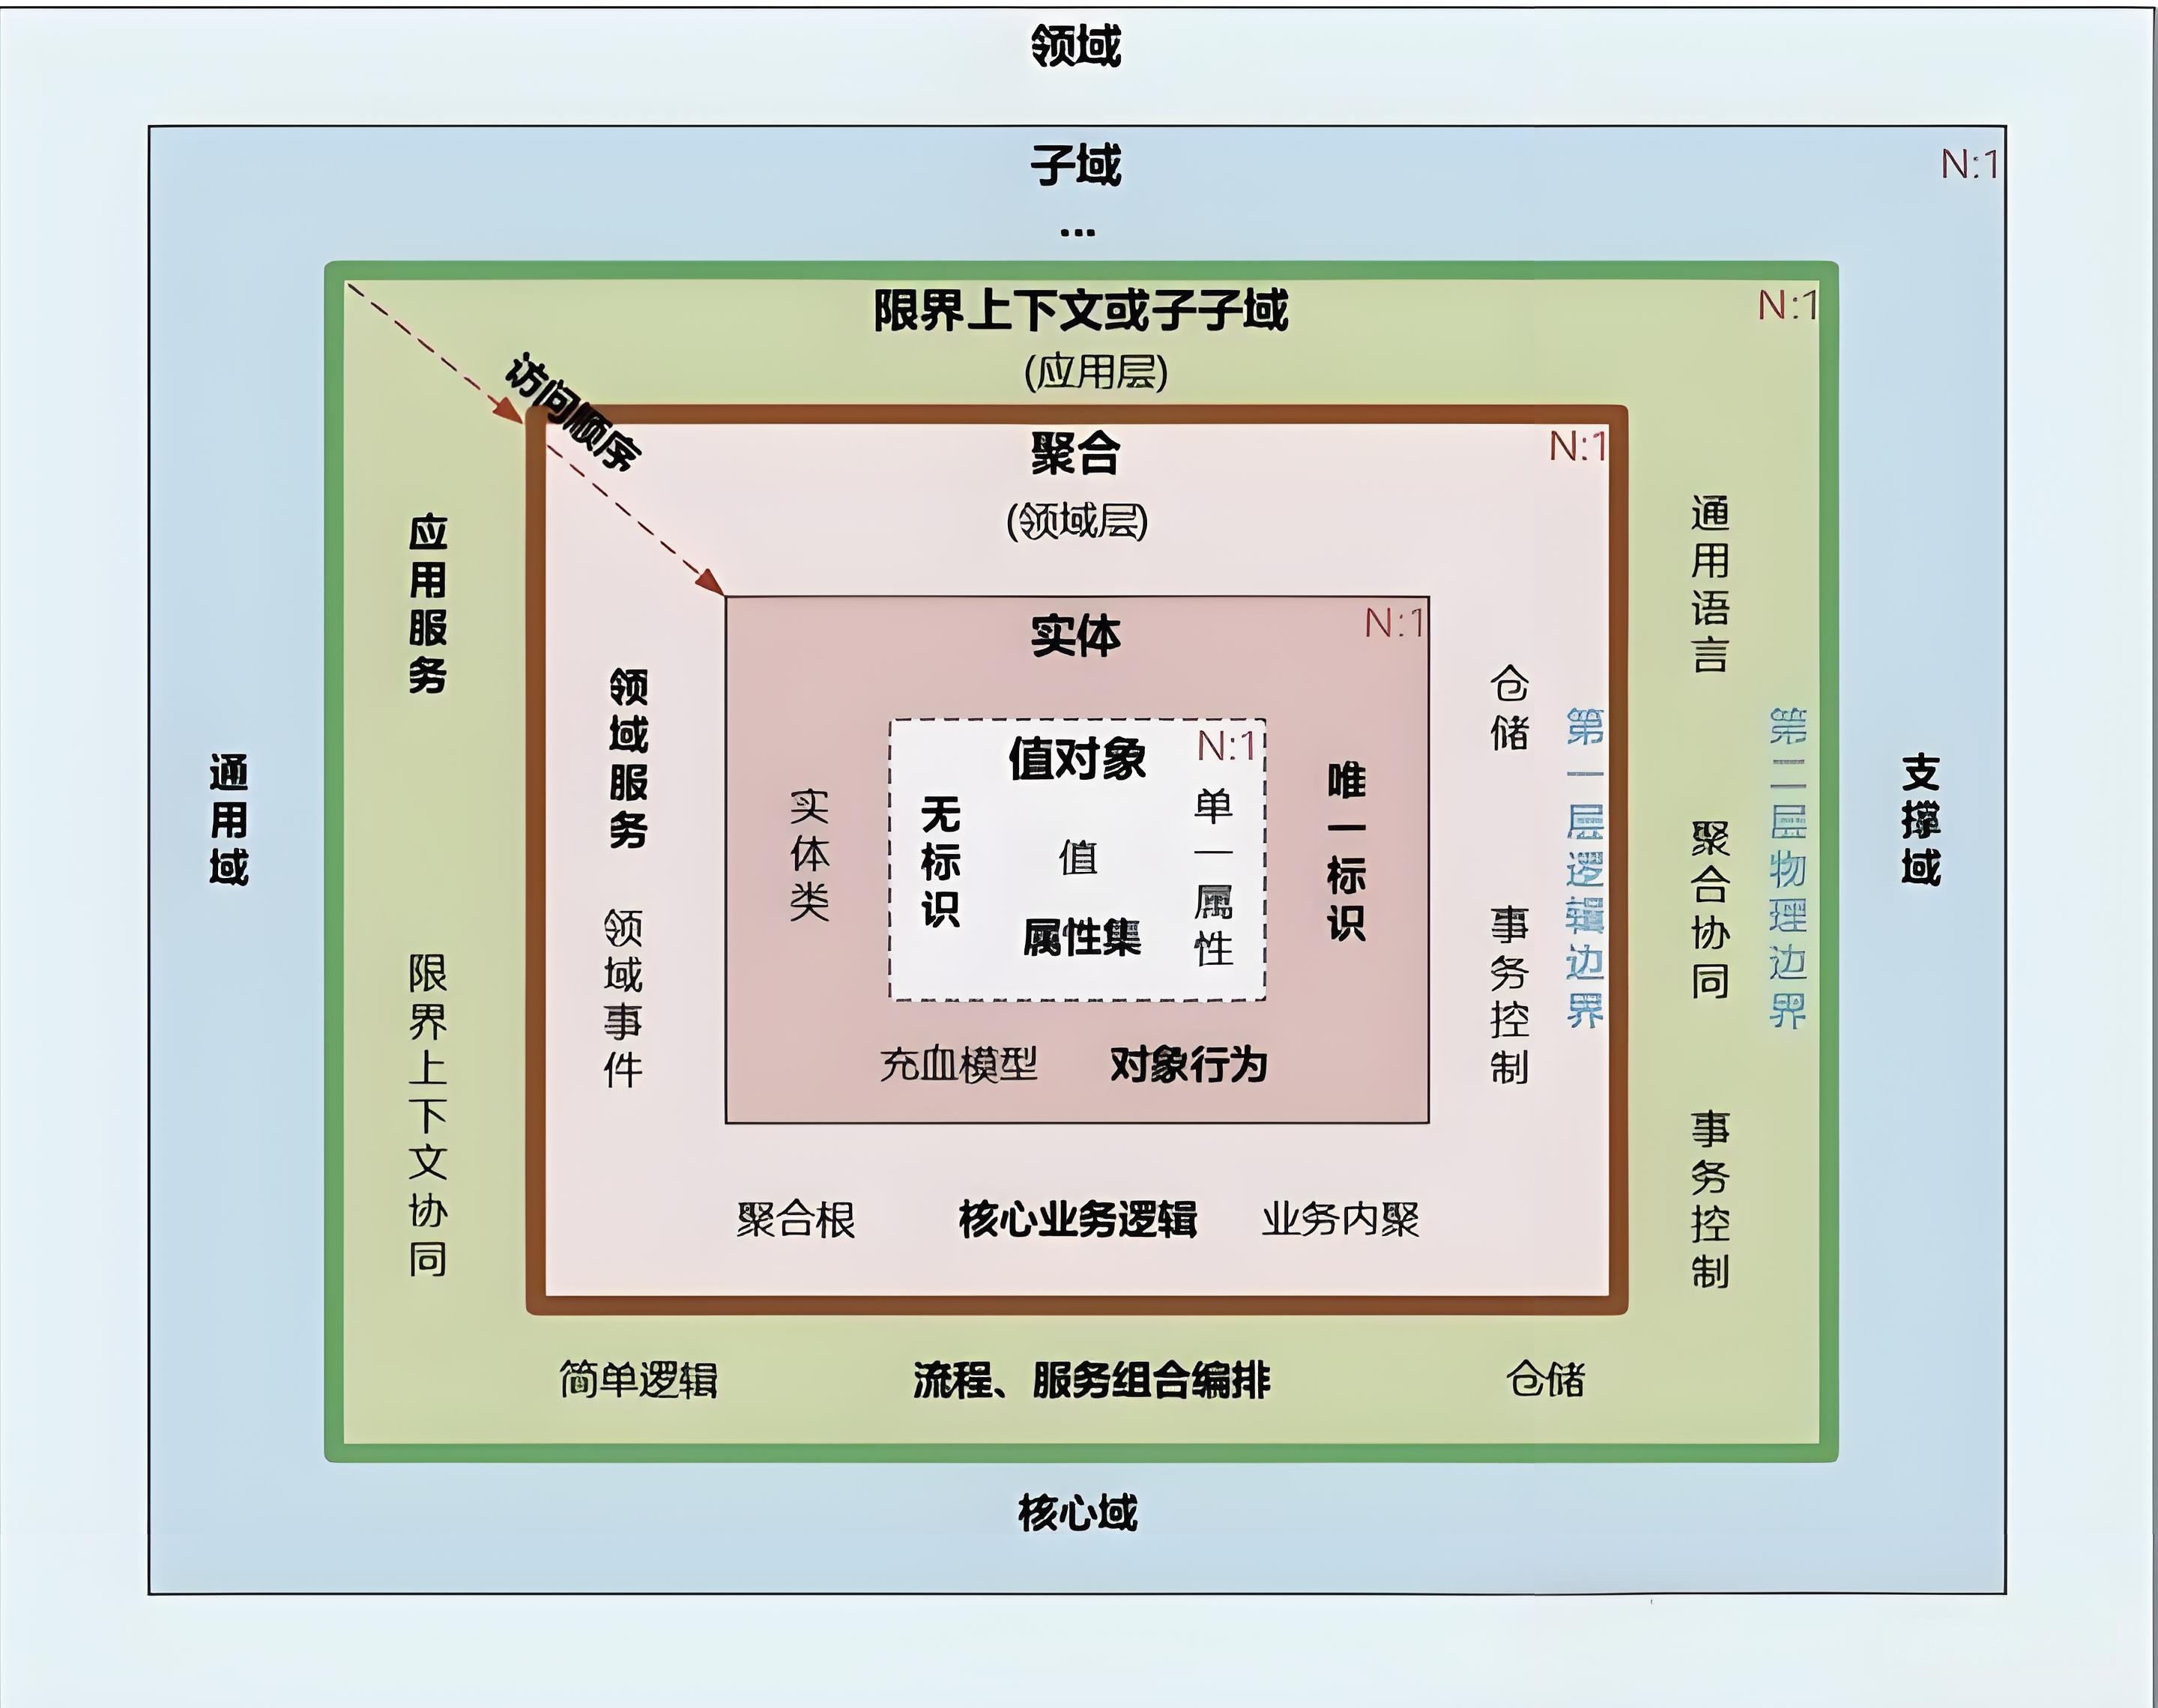 领域
子域
N:1
...
限界上下文或子子域
N:1
(应用层)
访问顺序
聚合
N:1
(领域层)
实体
N:1
值对象
N:1
无标识
值
单一属性
属性集
实体类
唯一标识
充血模型
对象行为
领域服务
领域事件
仓储
事务控制
第一层逻辑边界
聚合根
核心业务逻辑
业务内聚
应用服务
限界上下文协同
通用语言
聚合协同
事务控制
第二层物理边界
简单逻辑
流程、服务组合编排
仓储
通用域
支撑域
核心域